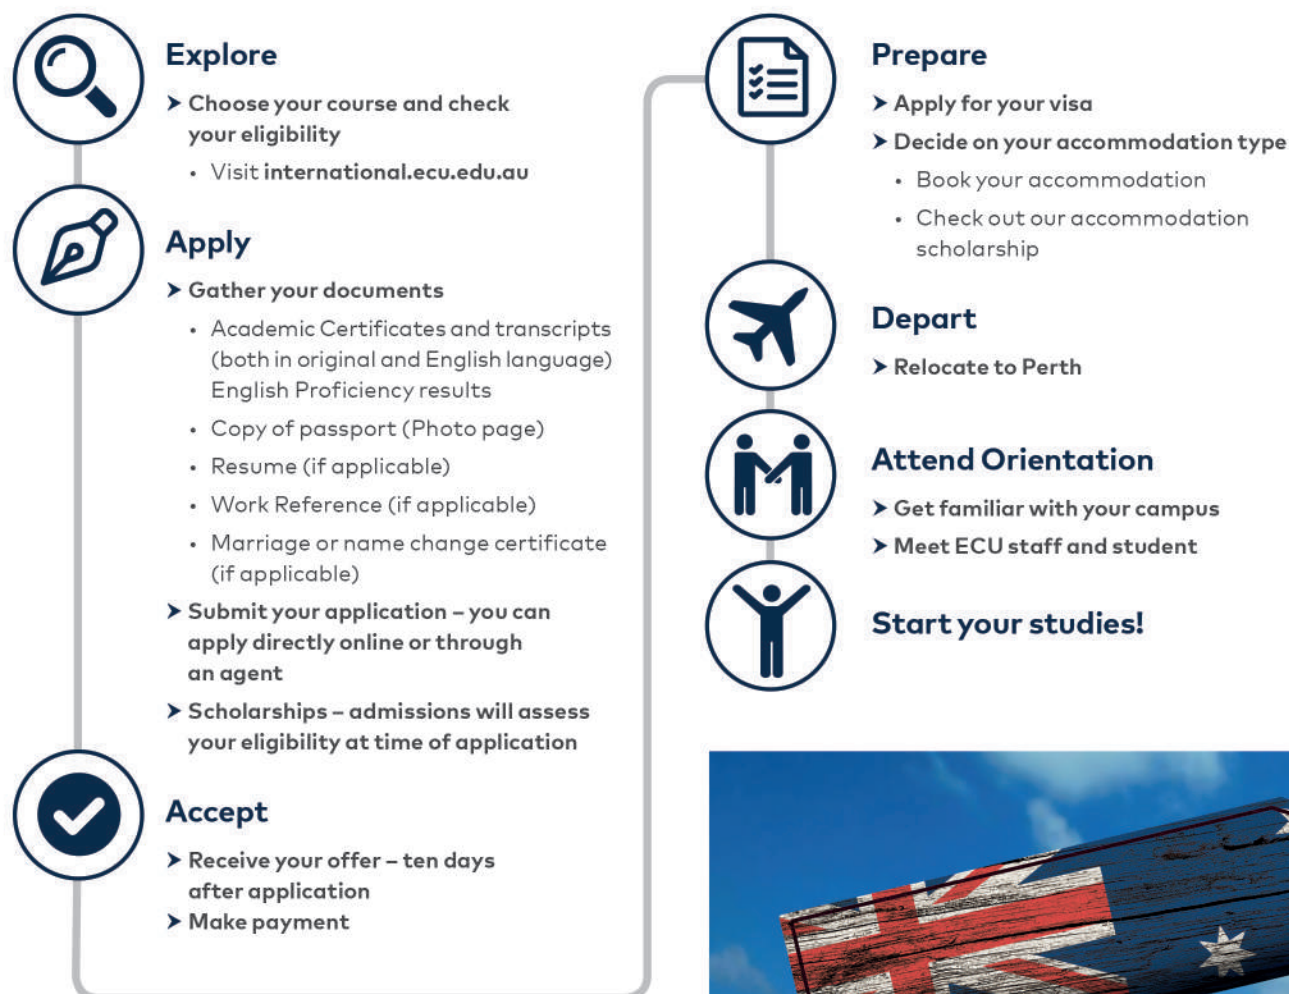 Explore
➤ Choose your course and check
your eligibility
• Visit international.ecu.edu.au
Apply
➤ Gather your documents
• Academic Certificates and transcripts
(both in original and English language)
English Proficiency results
• Copy of passport (Photo page)
• Resume (if applicable)
• Work Reference (if applicable)
• Marriage or name change certificate
(if applicable)
➤ Submit your application – you can
apply directly online or through
an agent
➤ Scholarships – admissions will assess
your eligibility at time of application
Accept
➤ Receive your offer – ten days
after application
➤ Make payment
Prepare
➤ Apply for your visa
➤ Decide on your accommodation type
• Book your accommodation
• Check out our accommodation
scholarship
Depart
➤ Relocate to Perth
Attend Orientation
➤ Get familiar with your campus
➤ Meet ECU staff and student
Start your studies!